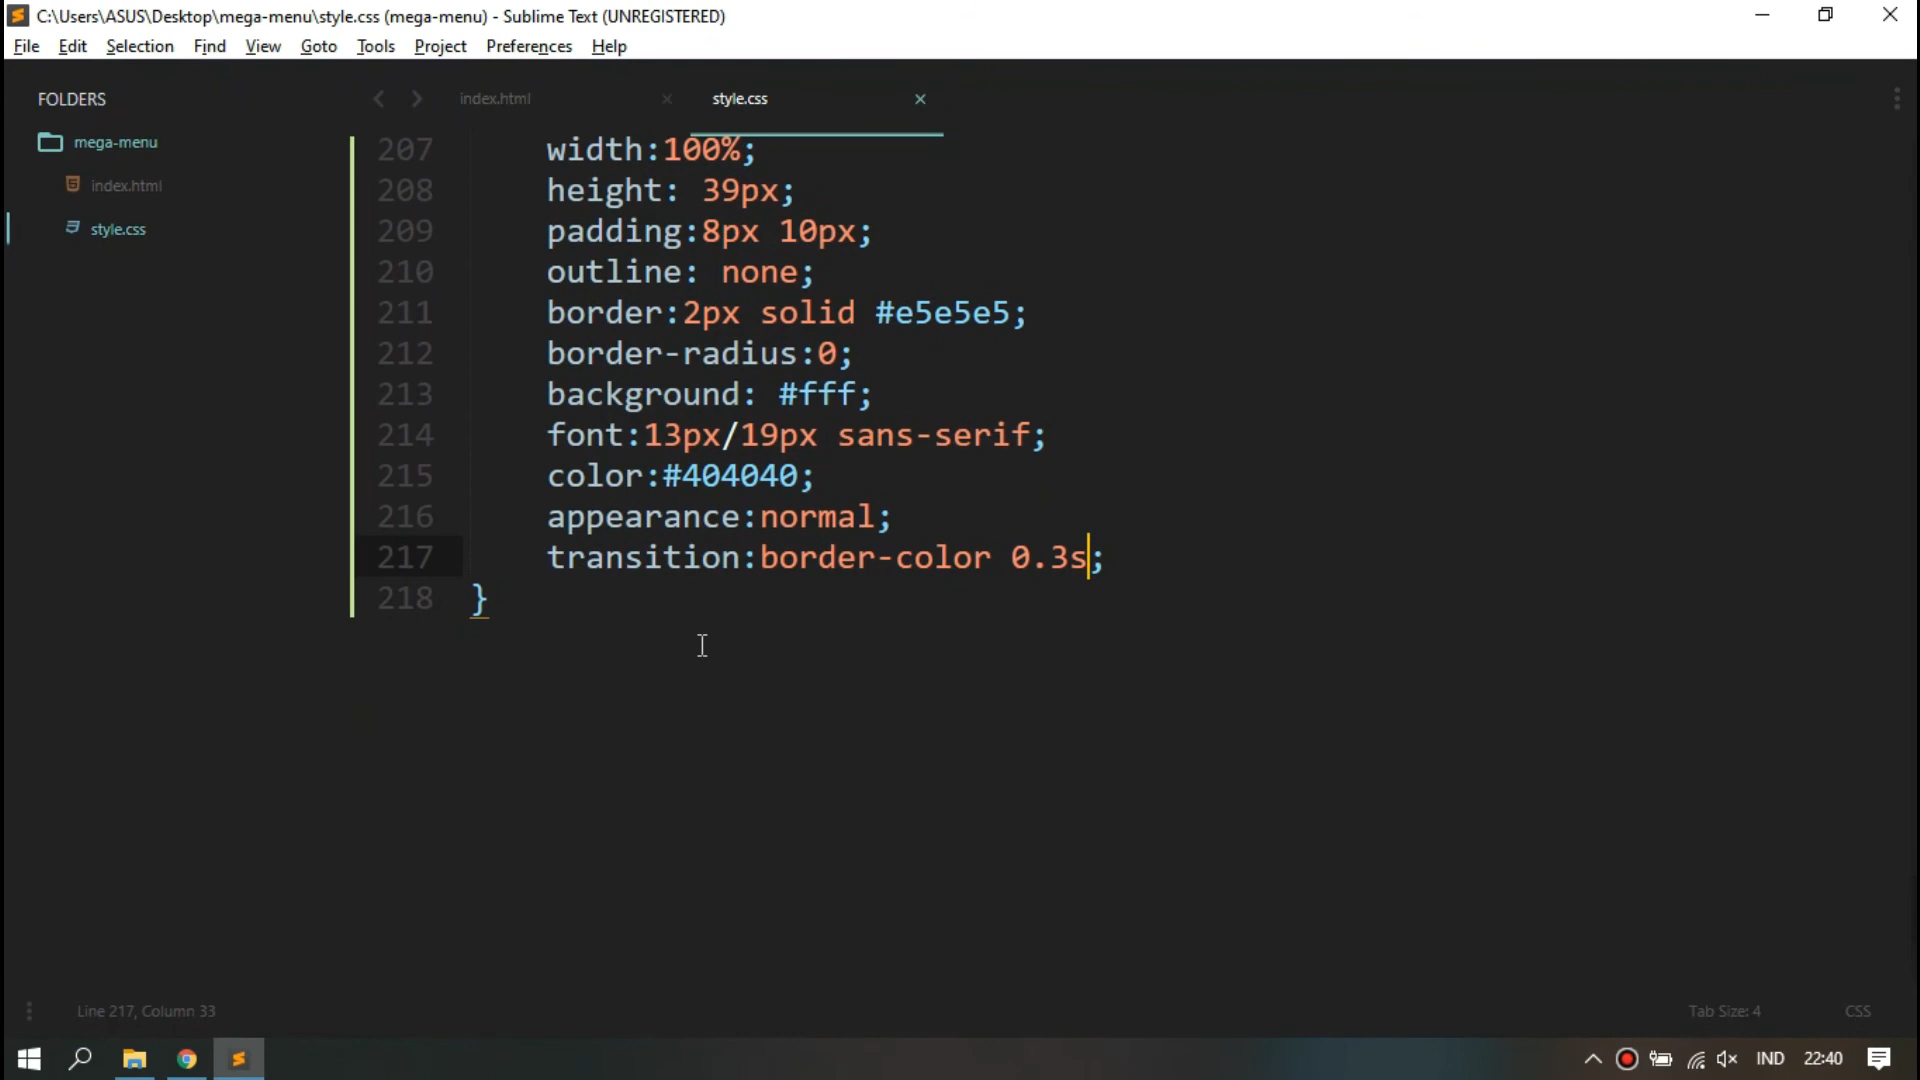 C:\Users\ASUS\Desktop\mega-menu\style.css (mega-menu) - Sublime Text (UNREGISTERED)
File Edit Selection Find View Goto Tools Project Preferences Help
FOLDERS
mega-menu
index.html
style.css
index.html
style.css
207 width:100%;
208 height: 39px;
209 padding:8px 10px;
210 outline: none;
211 border:2px solid #e5e5e5;
212 border-radius:0;
213 background: #fff;
214 font:13px/19px sans-serif;
215 color:#404040;
216 appearance:normal;
217 transition:border-color 0.3s;
218 }
Line 217, Column 33
Tab Size: 4
CSS
IND
22:40